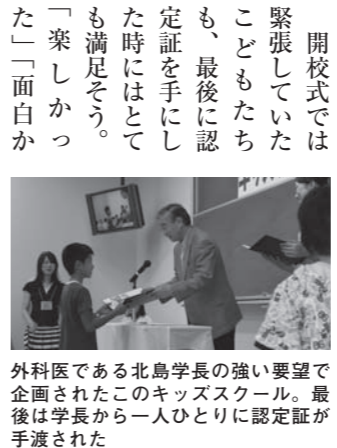 開校式では
緊張していた
こどもたち
も、最後に認
定証を手にし
た時にはとて
も満足そう。
「楽しかっ
た」「面白か
外科医である北島学長の強い要望で
企画されたこのキッズスクール。最
後は学長から一人ひとりに認定証が
手渡された